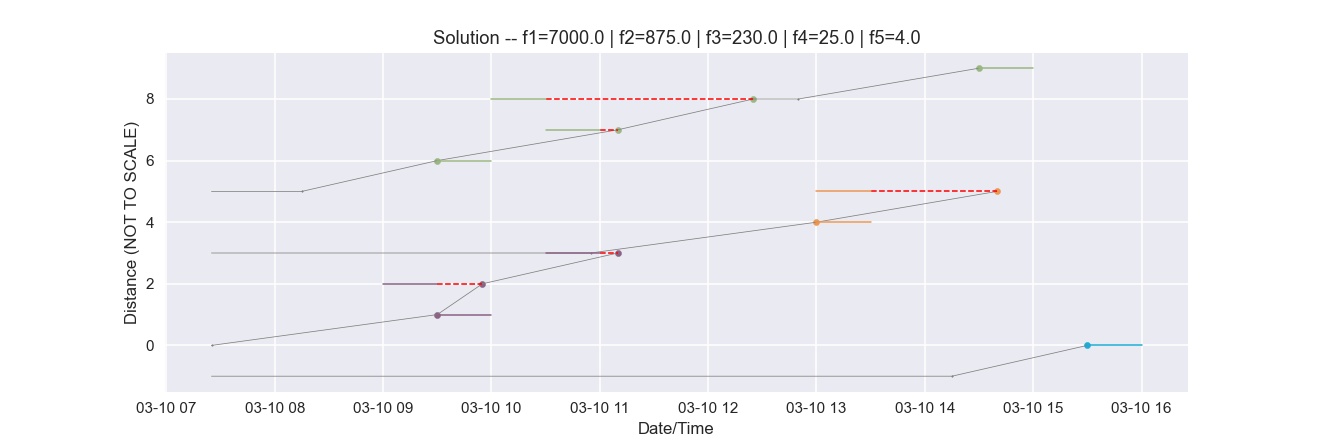 Solution -- f1=7000.0 | f2=875.0 | f3=230.0 | f4=25.0 | f5=4.0
Distance (NOT TO SCALE)
8
6
4
2
0
03-10 07 03-10 08 03-10 09 03-10 10 03-10 11 03-10 12 03-10 13 03-10 14 03-10 15 03-10 16
Date/Time